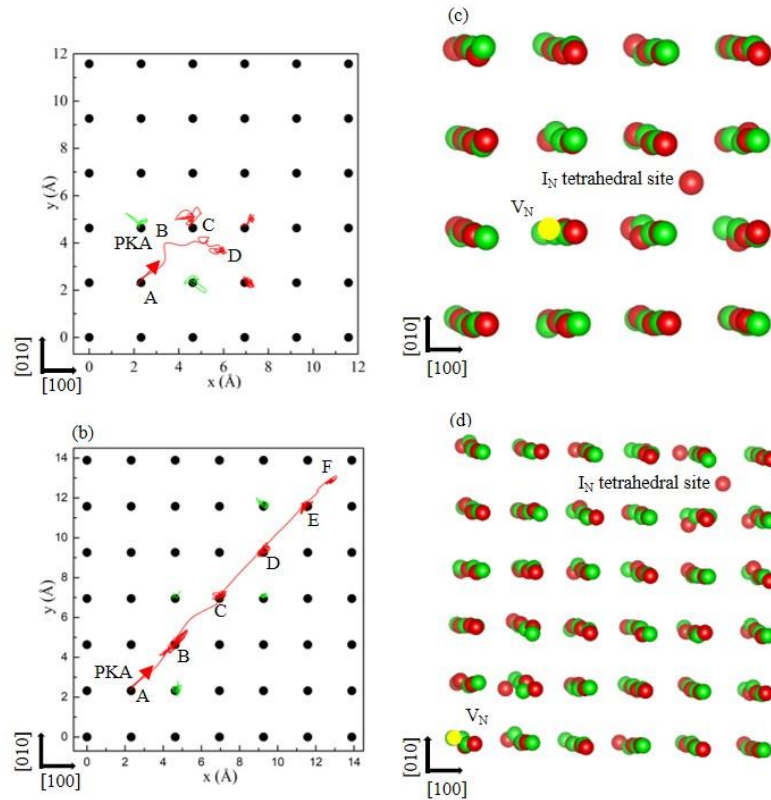 12
10
8
6
4
2
0
y (Å)
PKA
B
C
D
A
0 2 4 6 8 10 12
x (Å)
[010]
[100]
(c)
I_N tetrahedral site
V_N
[010]
[100]
(b)
14
12
10
8
6
4
2
0
y (Å)
F
E
D
C
PKA
B
A
0 2 4 6 8 10 12 14
x (Å)
[010]
[100]
(d)
I_N tetrahedral site
V_N
[010]
[100]